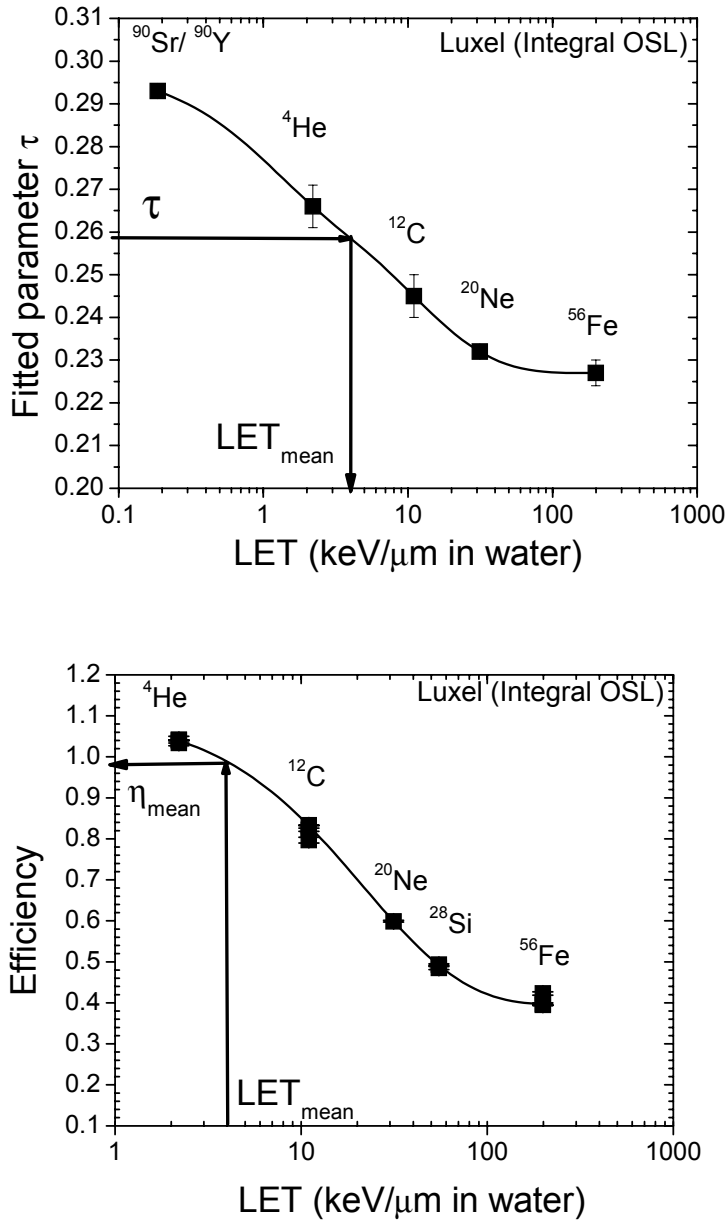 ⁹⁰Sr/ ⁹⁰Y
Luxel (Integral OSL)
0.31
0.30
0.29
0.28
0.27
0.26
0.25
0.24
0.23
0.22
0.21
0.20
Fitted parameter τ
⁴He
τ
¹²C
²⁰Ne
⁵⁶Fe
LET_mean
0.1
1
10
100
1000
LET (keV/μm in water)
⁴He
Luxel (Integral OSL)
1.2
1.1
1.0
0.9
0.8
0.7
0.6
0.5
0.4
0.3
0.2
0.1
Efficiency
η_mean
¹²C
²⁰Ne
²⁸Si
⁵⁶Fe
LET_mean
1
10
100
1000
LET (keV/μm in water)